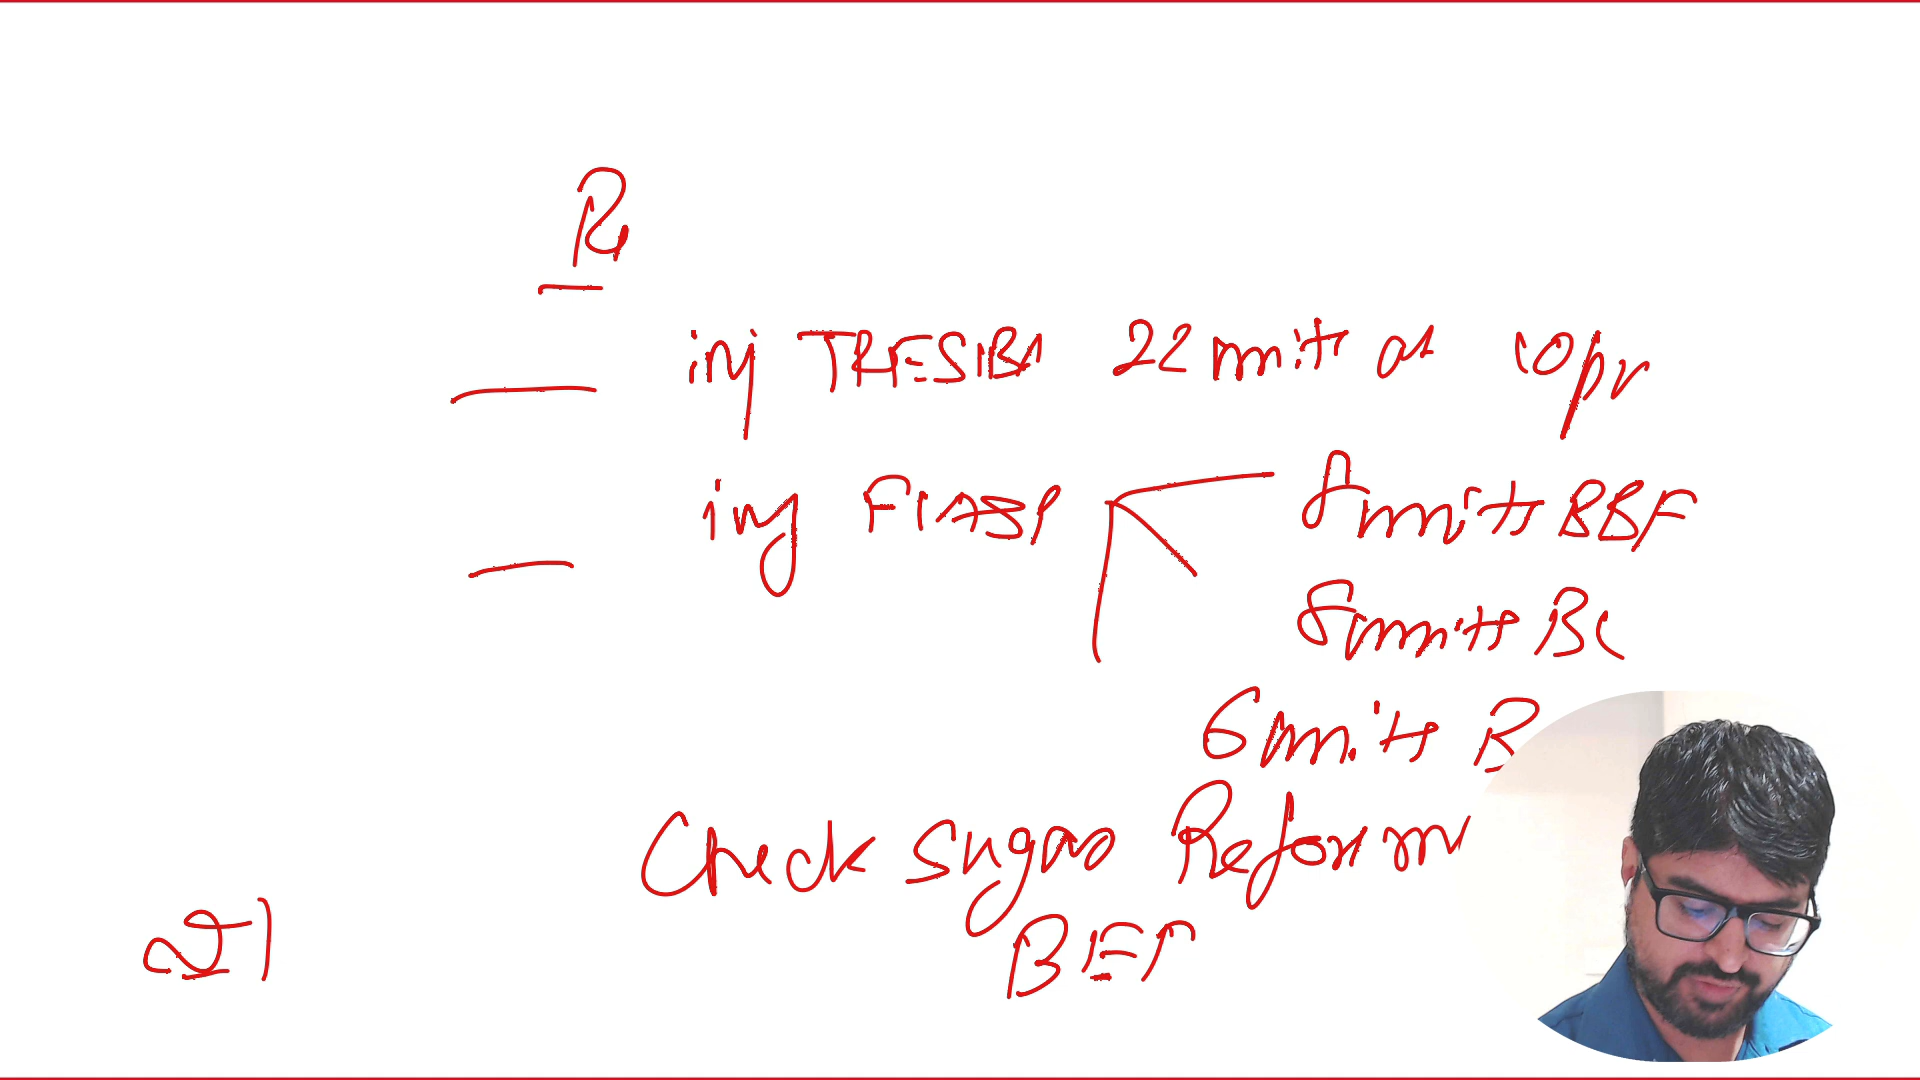 Rx
inj TRESIBA 22 units at 10pm
inj FIASP 8 units BBF
8 units BL
6 units B
Check sugar Before